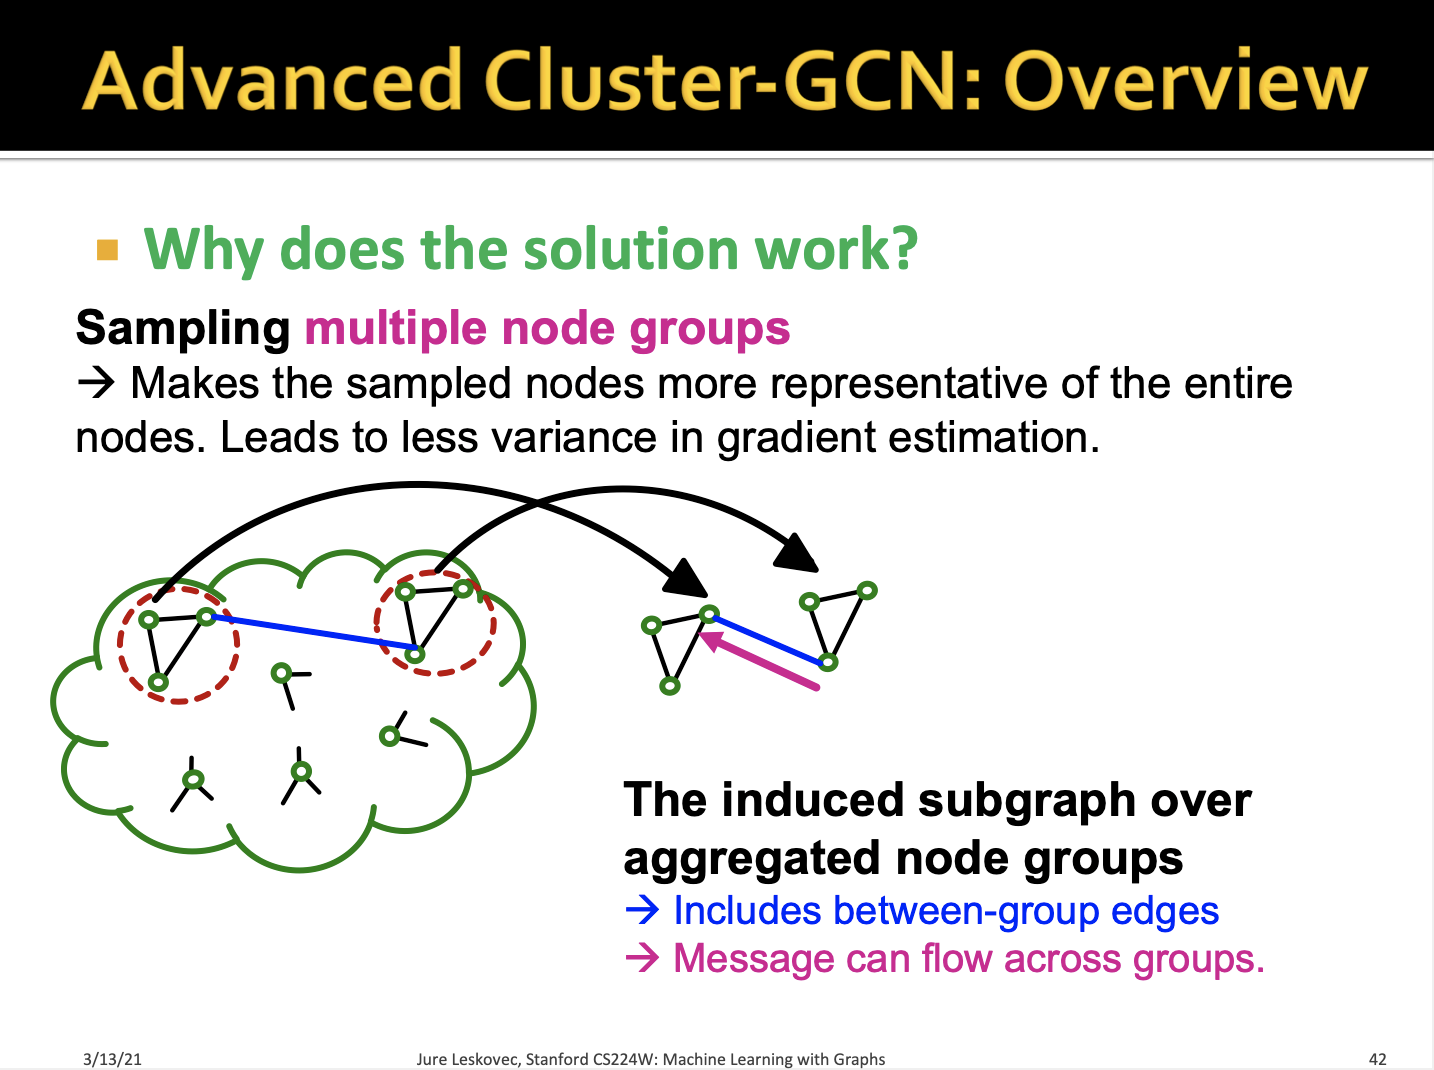 Advanced Cluster-GCN: Overview
▪ Why does the solution work?
Sampling multiple node groups
→ Makes the sampled nodes more representative of the entire
nodes. Leads to less variance in gradient estimation.
The induced subgraph over
aggregated node groups
→ Includes between-group edges
→ Message can flow across groups.
3/13/21
Jure Leskovec, Stanford CS224W: Machine Learning with Graphs
42